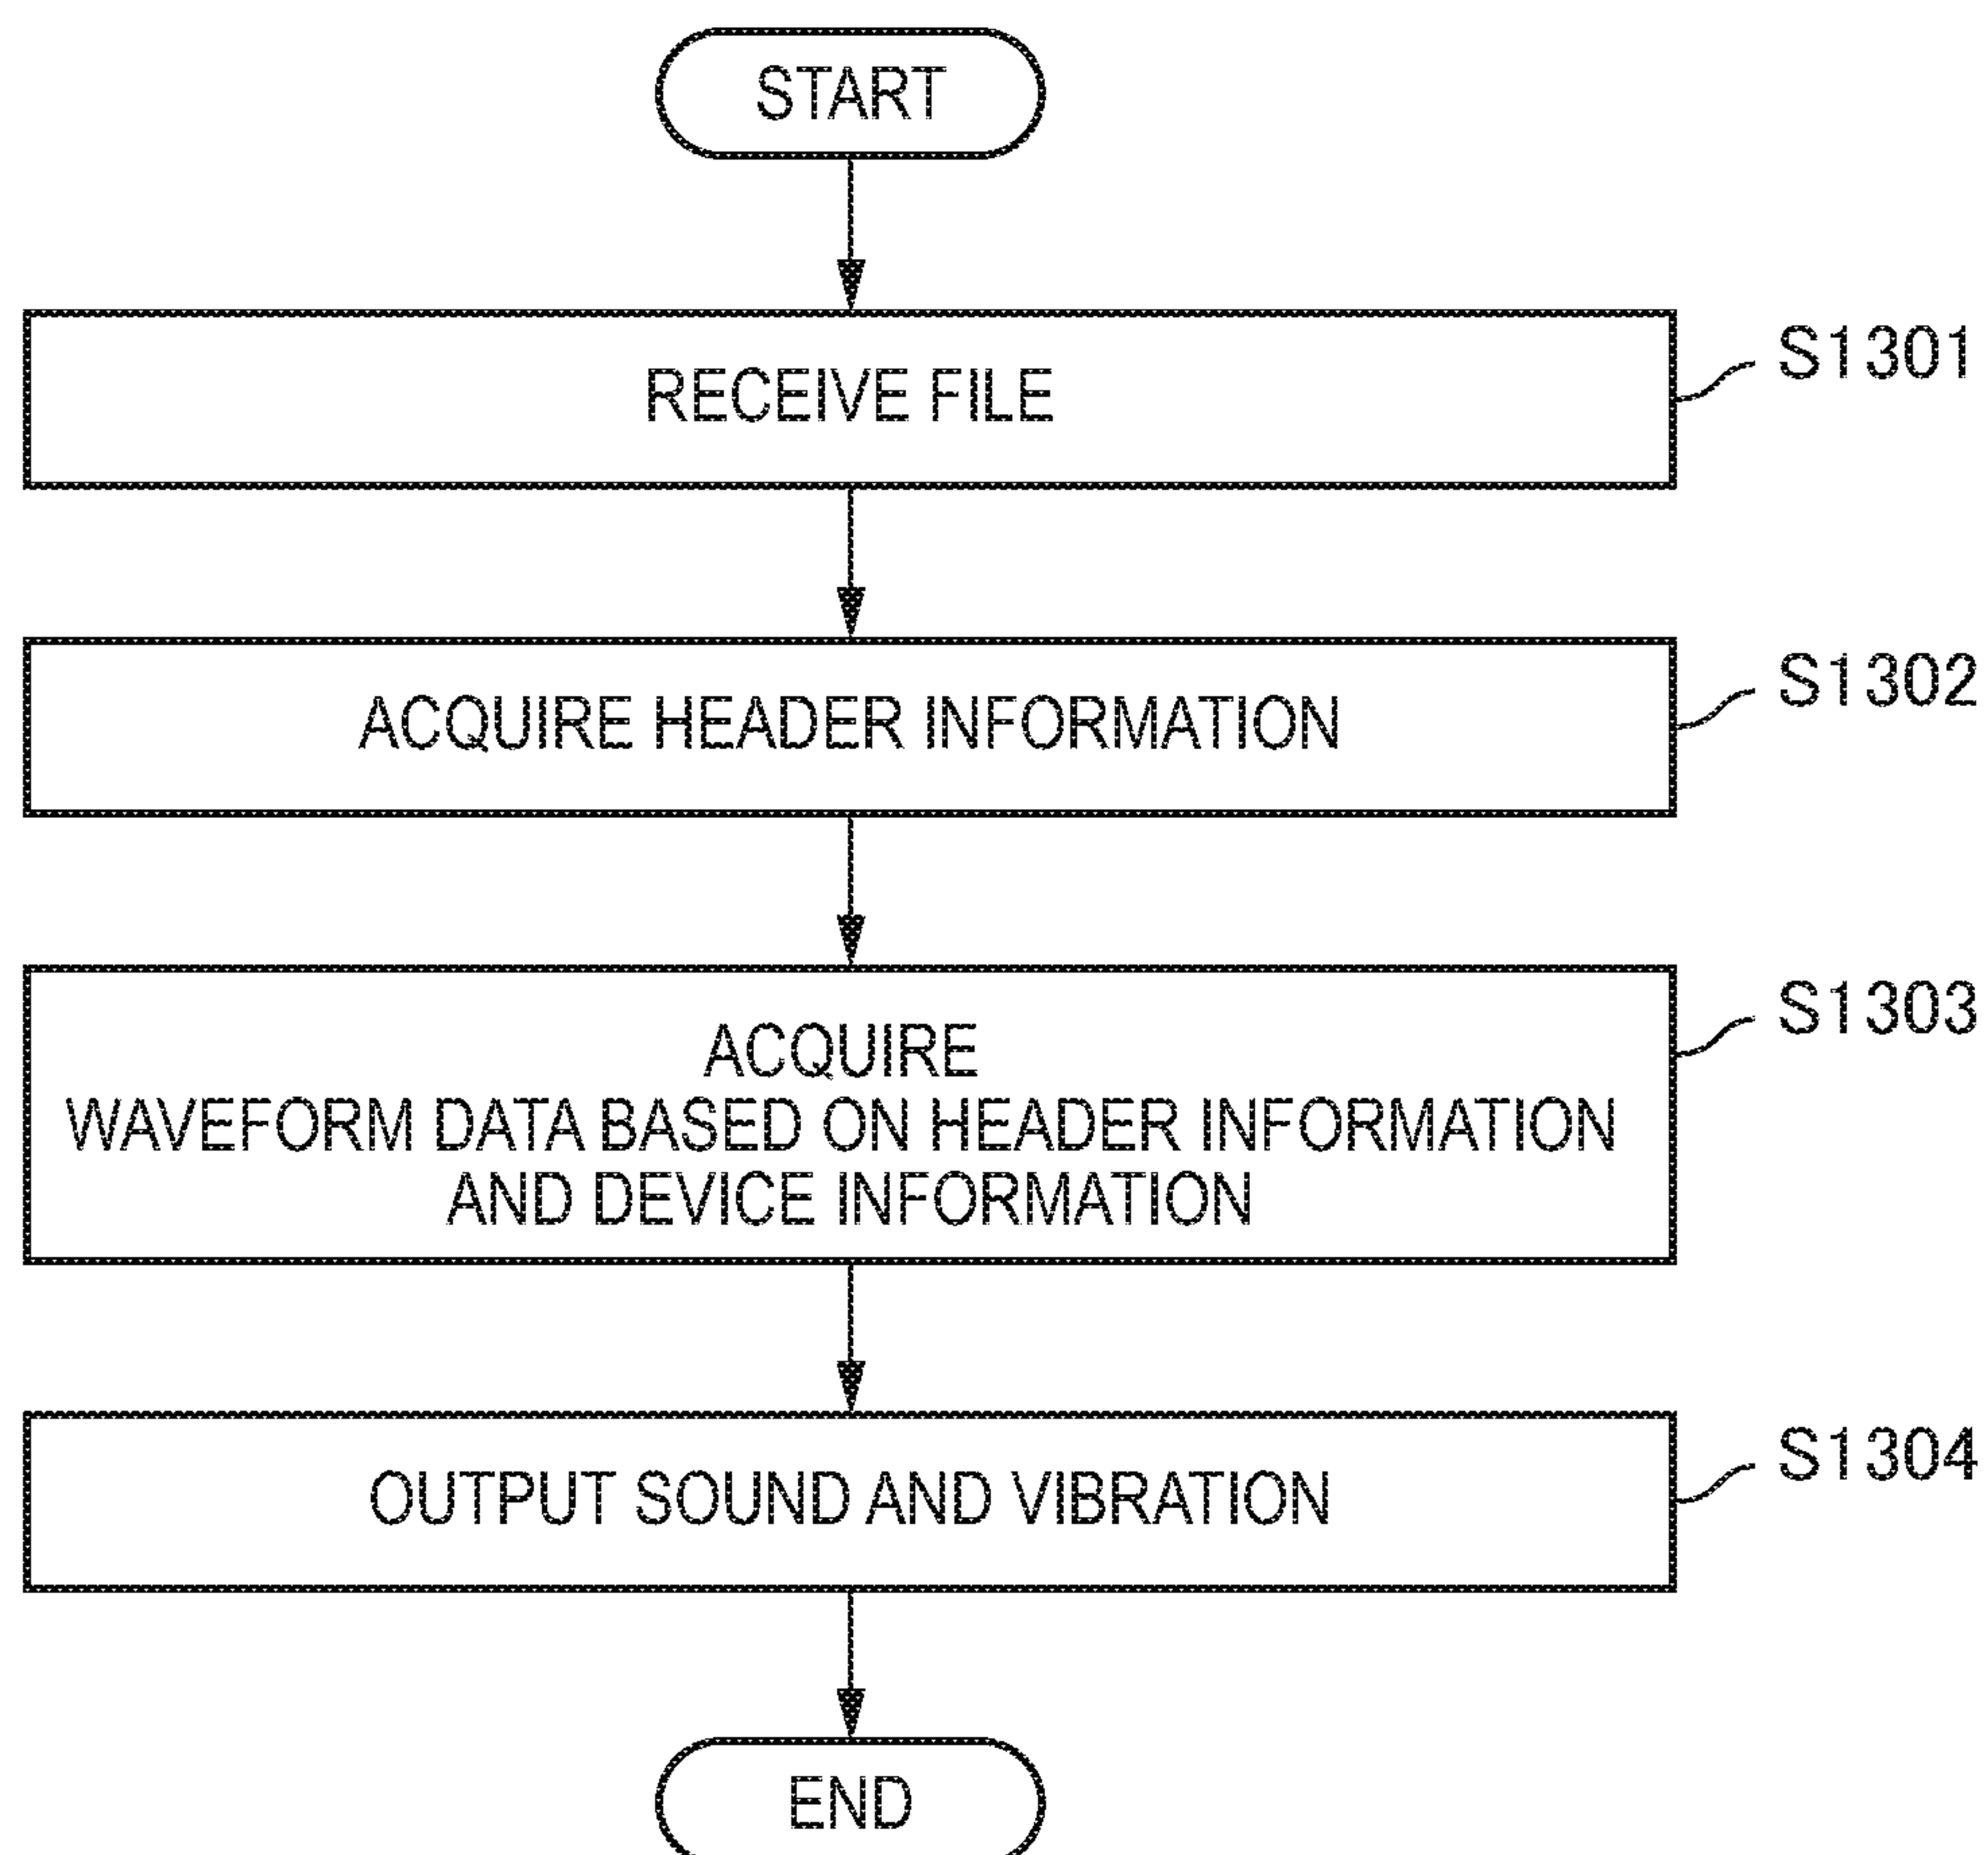 START
RECEIVE FILE
S1301
ACQUIRE HEADER INFORMATION
S1302
ACQUIRE
WAVEFORM DATA BASED ON HEADER INFORMATION
AND DEVICE INFORMATION
S1303
OUTPUT SOUND AND VIBRATION
S1304
END